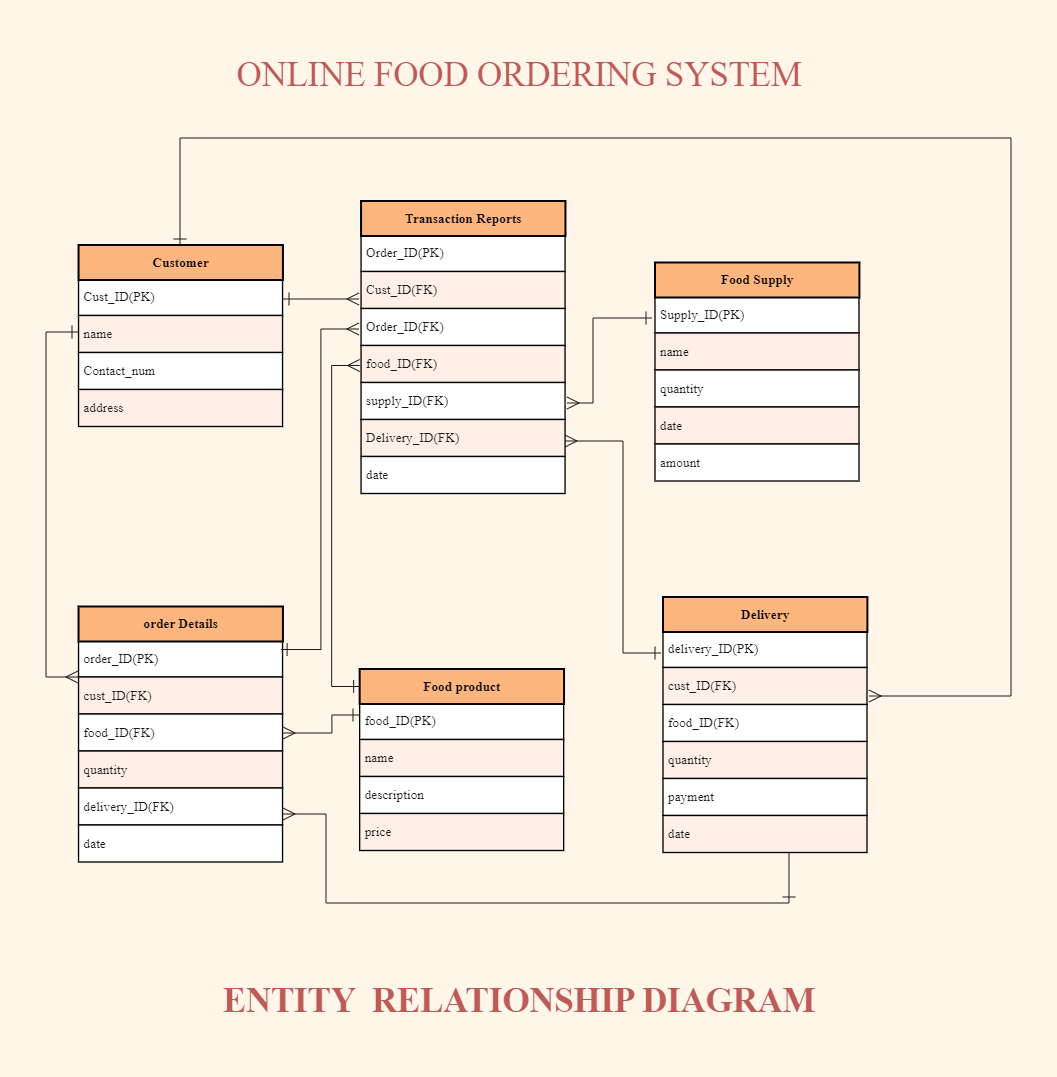 ONLINE FOOD ORDERING SYSTEM
Customer
Cust_ID(PK)
name
Contact_num
address
Transaction Reports
Order_ID(PK)
Cust_ID(FK)
Order_ID(FK)
food_ID(FK)
supply_ID(FK)
Delivery_ID(FK)
date
Food Supply
Supply_ID(PK)
name
quantity
date
amount
order Details
order_ID(PK)
cust_ID(FK)
food_ID(FK)
quantity
delivery_ID(FK)
date
Food product
food_ID(PK)
name
description
price
Delivery
delivery_ID(PK)
cust_ID(FK)
food_ID(FK)
quantity
payment
date
ENTITY RELATIONSHIP DIAGRAM